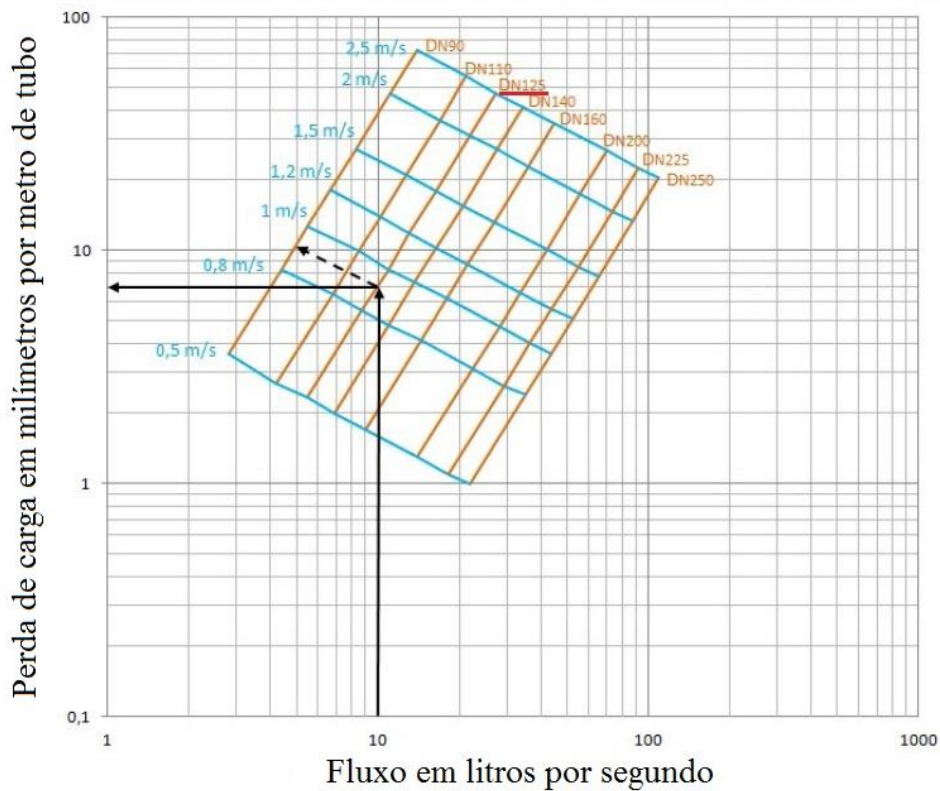 100
10
1
0,1
Perda de carga em milímetros por metro de tubo
2,5 m/s
2 m/s
1,5 m/s
1,2 m/s
1 m/s
0,8 m/s
0,5 m/s
DN90
DN110
DN125
DN140
DN160
DN200
DN225
DN250
1 10 100 1000
Fluxo em litros por segundo